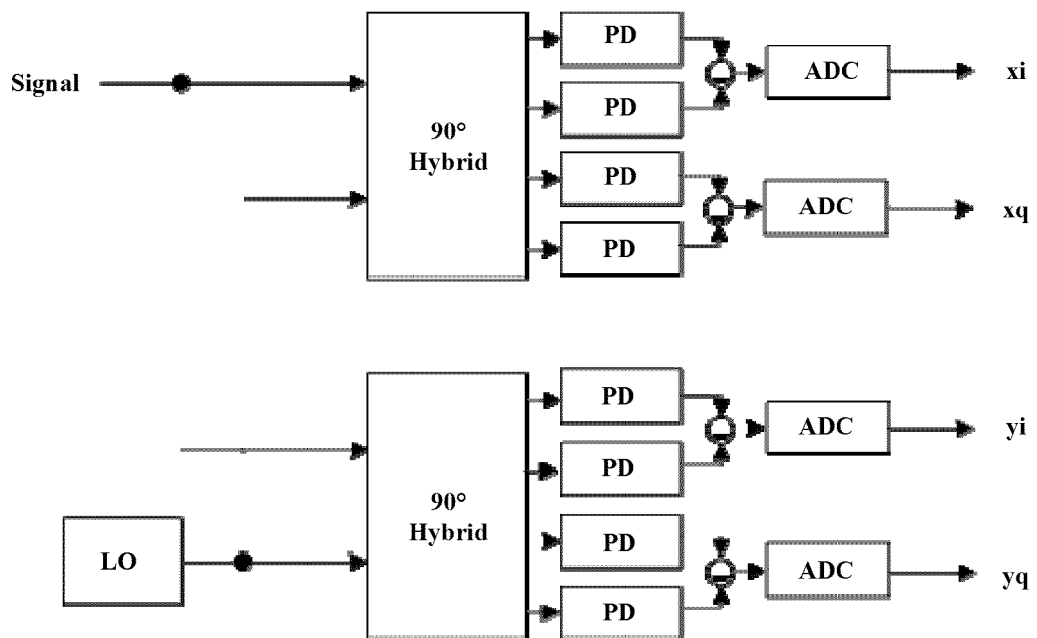 Signal
90°
Hybrid
PD
PD
PD
PD
ADC
ADC
xi
xq
LO
90°
Hybrid
PD
PD
PD
PD
ADC
ADC
yi
yq